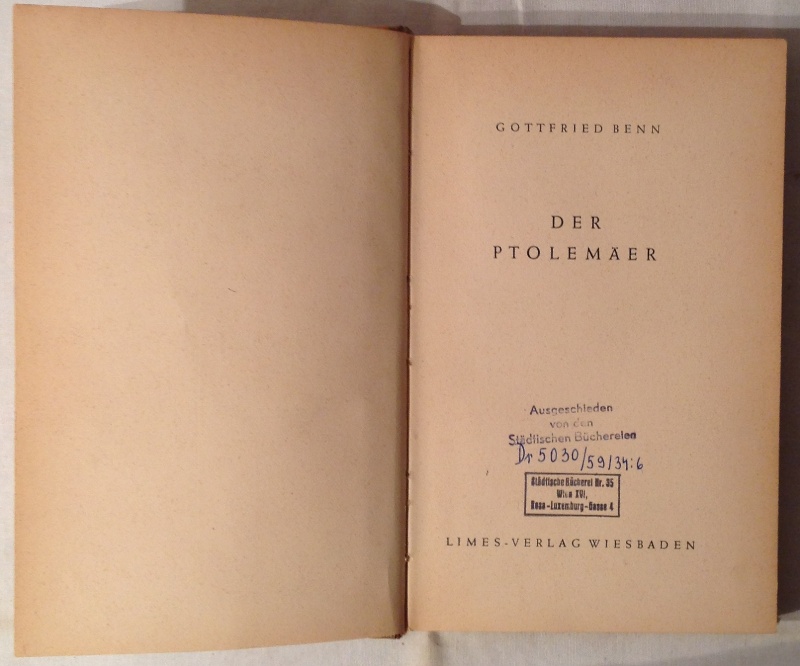 GOTTFRIED BENN
DER
PTOLEMÄER
Ausgeschieden
von den
Städtischen Büchereien
Dr 5030/59/34:6
Städtische Bücherei Nr. 35
Wien XVI,
Rosa-Luxemburg-Gasse 4
LIMES-VERLAG WIESBADEN